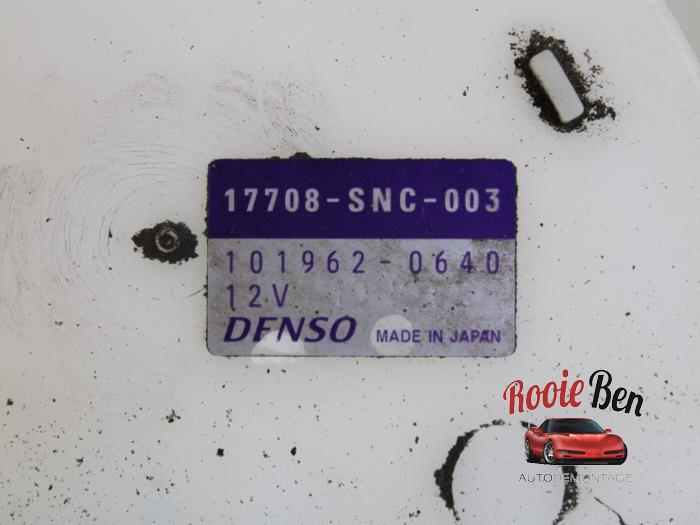 17708-SNC-003
101962-0640
12V
DENSO MADE IN JAPAN
Rooie Ben
AUTODEMONTAGE